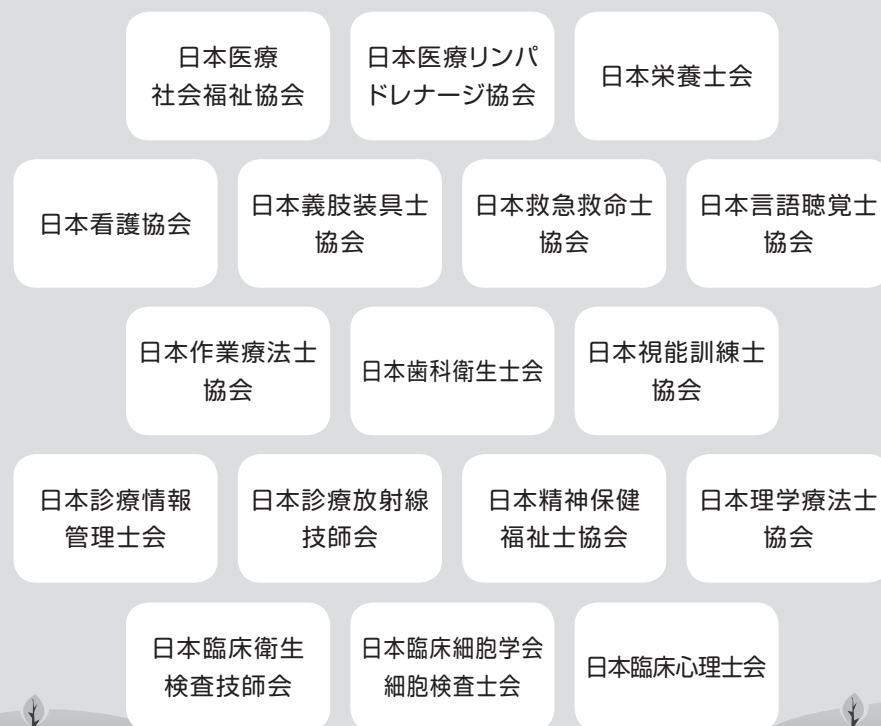 日本医療
社会福祉協会
日本医療リンパ
ドレナージ協会
日本栄養士会
日本看護協会
日本義肢装具士
協会
日本救急救命士
協会
日本言語聴覚士
協会
日本作業療法士
協会
日本歯科衛生士会
日本視能訓練士
協会
日本診療情報
管理士会
日本診療放射線
技師会
日本精神保健
福祉士協会
日本理学療法士
協会
日本臨床衛生
検査技師会
日本臨床細胞学会
細胞検査士会
日本臨床心理士会